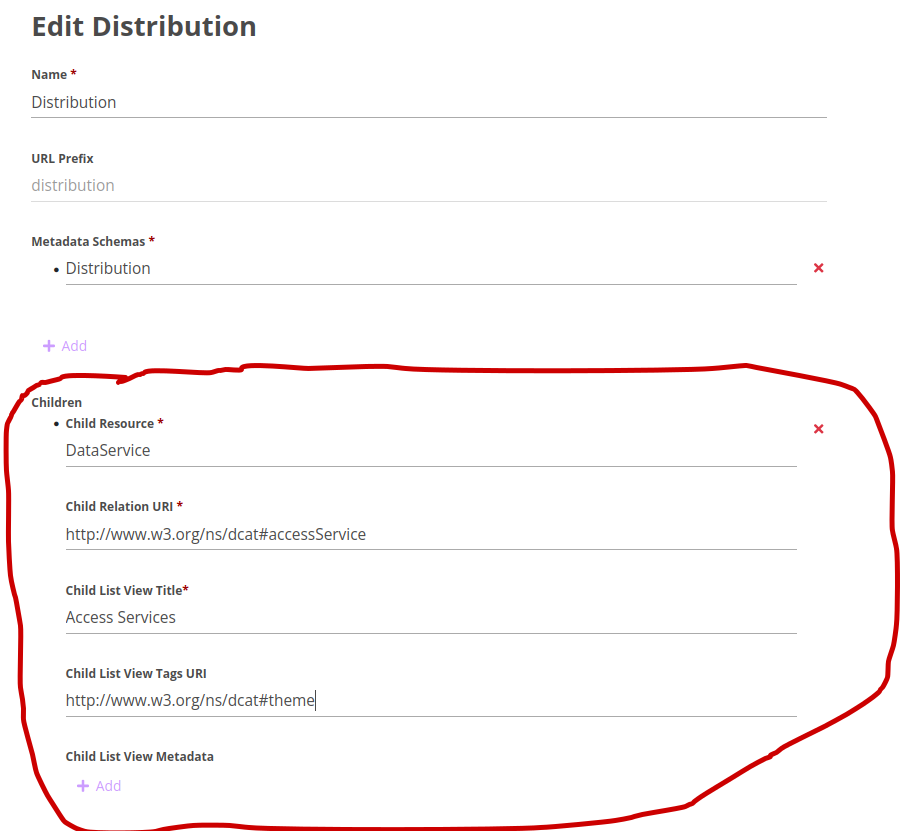 Edit Distribution
Name *
Distribution
URL Prefix
distribution
Metadata Schemas *
Distribution
Add
Children
Child Resource *
DataService
Child Relation URI *
http://www.w3.org/ns/dcat#accessService
Child List View Title*
Access Services
Child List View Tags URI
http://www.w3.org/ns/dcat#theme
Child List View Metadata
Add